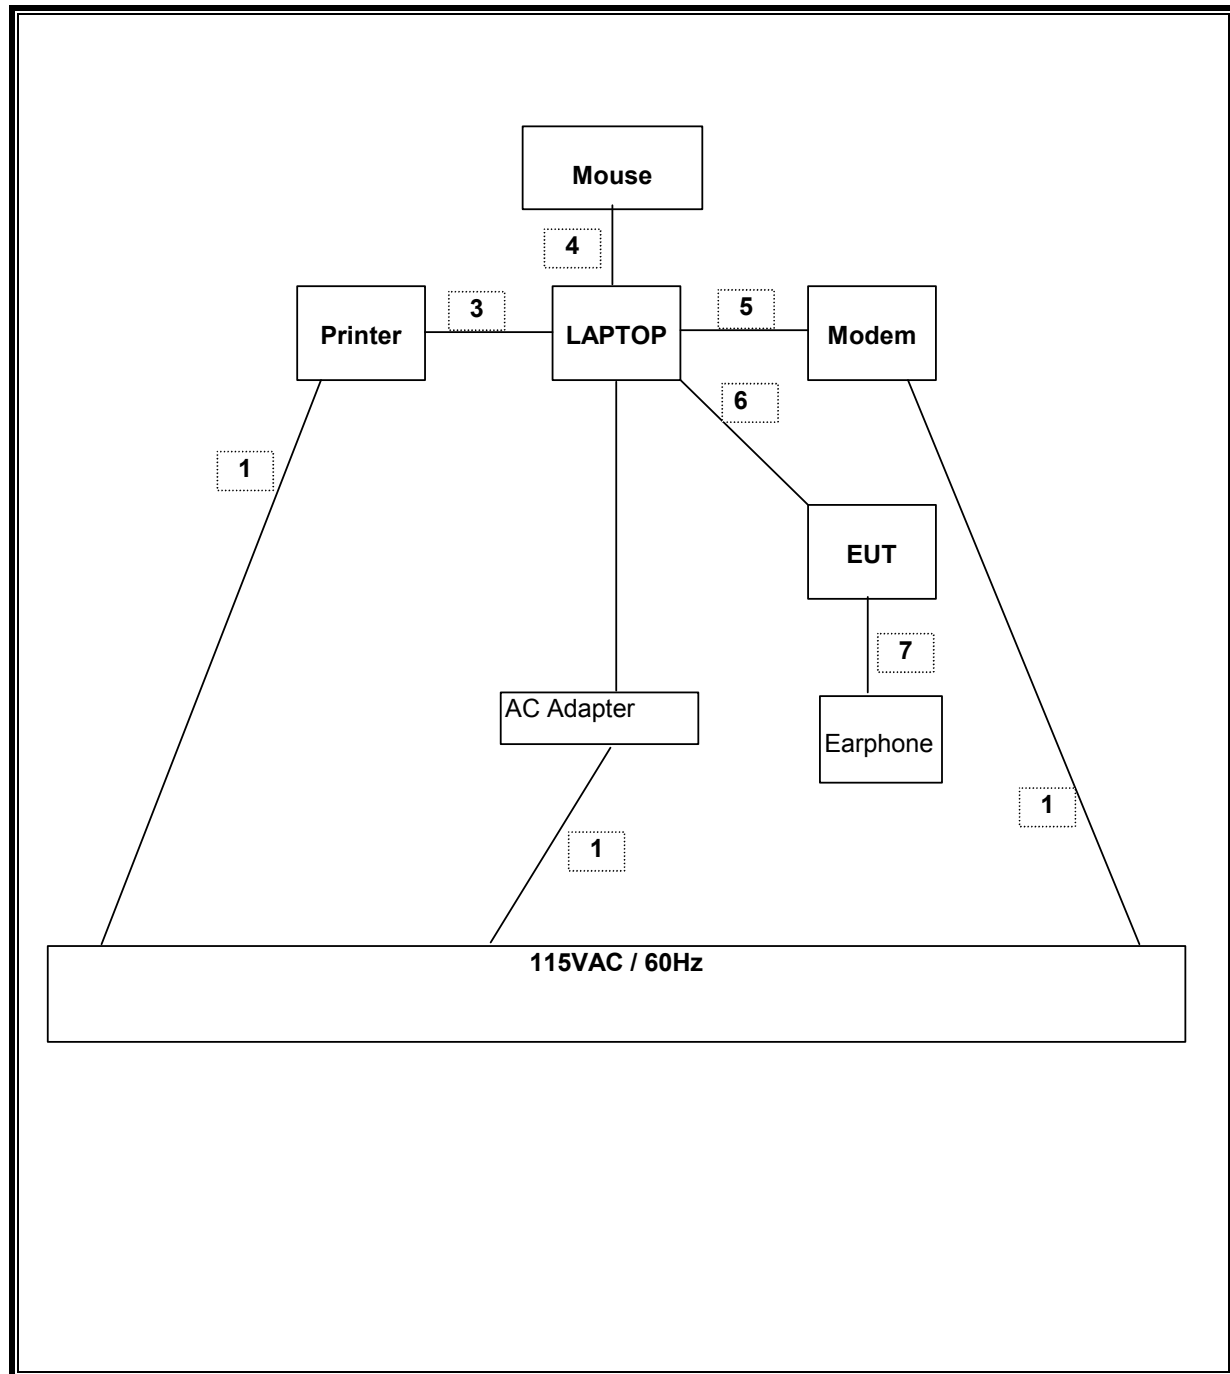 Mouse
4
3
5
Printer
LAPTOP
Modem
6
1
EUT
7
AC Adapter
Earphone
1
1
115VAC / 60Hz